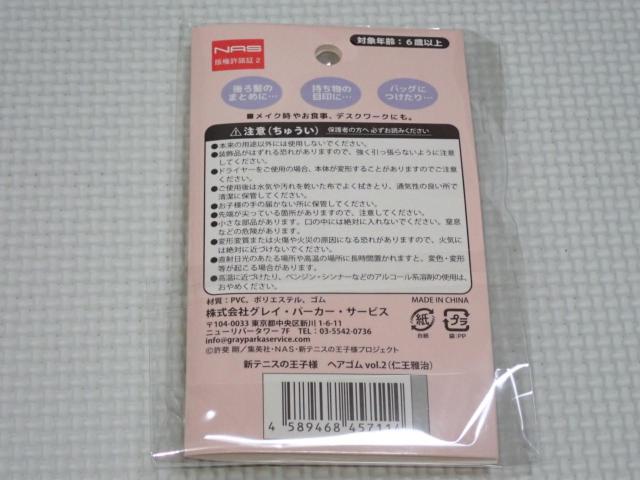 NAS
版権許諾証2
対象年齢：6歳以上
後ろ髪の
まとめに…
持ち物の
目印に…
バッグに
つけたり…
■メイク時やお食事、デスクワークにも。
⚠注意(ちゅうい) 保護者の方へ 必ずお読みください
●本来の用途以外には使用しないでください。
●装飾品がはずれる恐れがありますので、強く引っ張らないように注意
してください。
●ドライヤーをご使用の場合、本体が変形することがありますのでご注意
ください。
●ご使用後は水気や汚れを乾いた布でよく拭きとり、通気性の良い所で
清潔に保管してください。
●お子様の手の届かない所に保管してください。
●先端が尖っている箇所がありますので、注意してください。
●小さな部品があります。口の中には絶対に入れないでください。窒息
などの危険があります。
●変形変質または火傷や火災の原因になる恐れがありますので、火気に
は絶対に近づけないでください。
●直射日光のあたる場所や高温の場所に長時間置かれますと、変色・変形
等が起こる場合があります。
●高温に近づけたり、ベンジン・シンナーなどのアルコール系溶剤の使用は、
おやめください。
材質：PVC、ポリエステル、ゴム
MADE IN CHINA
株式会社グレイ・パーカー・サービス
〒104-0033 東京都中央区新川 1-6-11
ニューリバータワー 7F TEL：03-5542-0736
info@grayparkaservice.com
紙
台紙
プラ
袋:PP
©許斐 剛／集英社・NAS・新テニスの王子様プロジェクト
新テニスの王子様 ヘアゴム vol.2(仁王雅治)
4 589468 457114